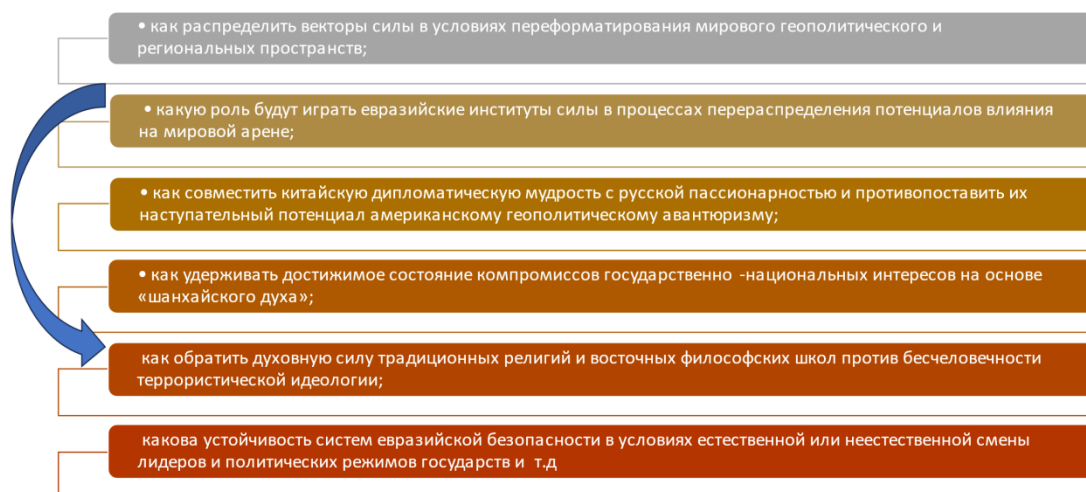 • как распределить векторы силы в условиях переформатирования мирового геополитического и
региональных пространств;
• какую роль будут играть евразийские институты силы в процессах перераспределения потенциалов влияния
на мировой арене;
• как совместить китайскую дипломатическую мудрость с русской пассионарностью и противопоставить их
наступательный потенциал американскому геополитическому авантюризму;
• как удерживать достижимое состояние компромиссов государственно -национальных интересов на основе
«шанхайского духа»;
как обратить духовную силу традиционных религий и восточных философских школ против бесчеловечности
террористической идеологии;
какова устойчивость систем евразийской безопасности в условиях естественной или неестественной смены
лидеров и политических режимов государств и т.д